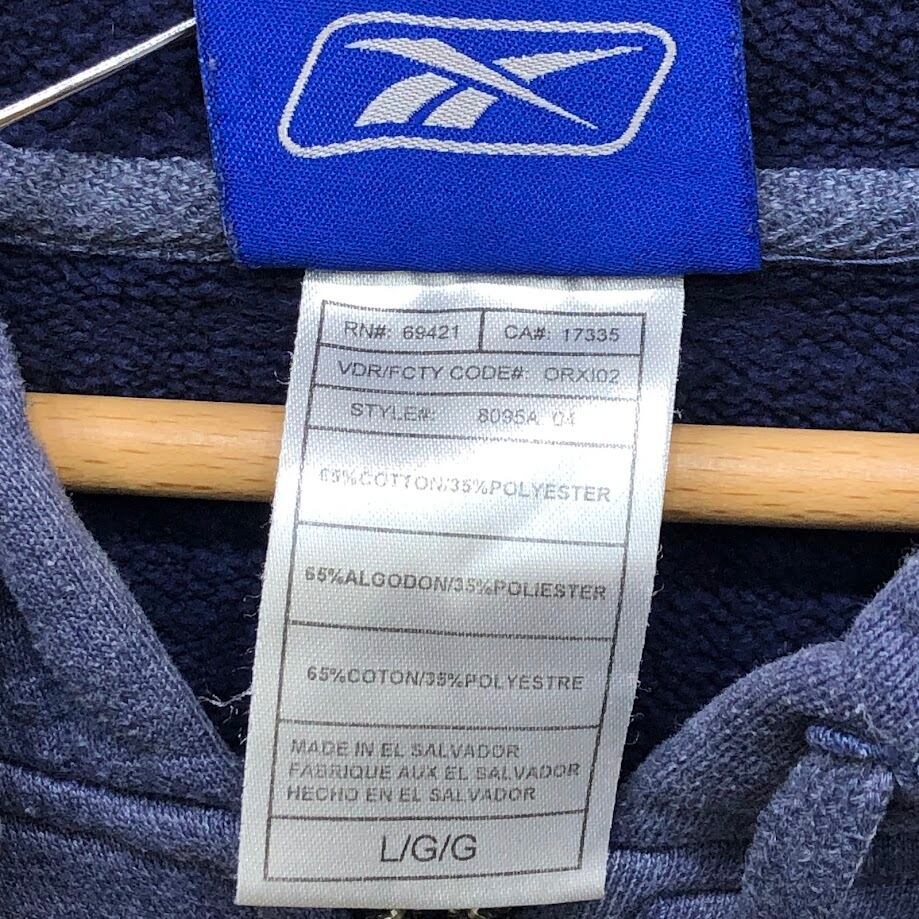 RN#: 69421 CA#: 17335
VDR/FCTY CODE#: ORXI02
STYLE#: 8095A 04
65%COTTON/35%POLYESTER
65%ALGODON/35%POLIESTER
65%COTON/35%POLYESTRE
MADE IN EL SALVADOR
FABRIQUE AUX EL SALVADOR
HECHO EN EL SALVADOR
L/G/G